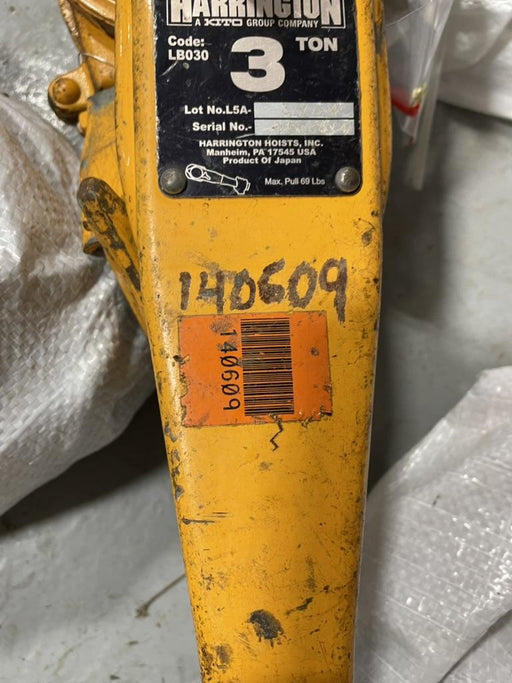 HARRINGTON
A KITO GROUP COMPANY
Code:
LB030
3 TON
Lot No.L5A-
Serial No.-
HARRINGTON HOISTS, INC.
Manheim, PA 17545 USA
Product Of Japan
Max. Pull 69 Lbs
140609
140609